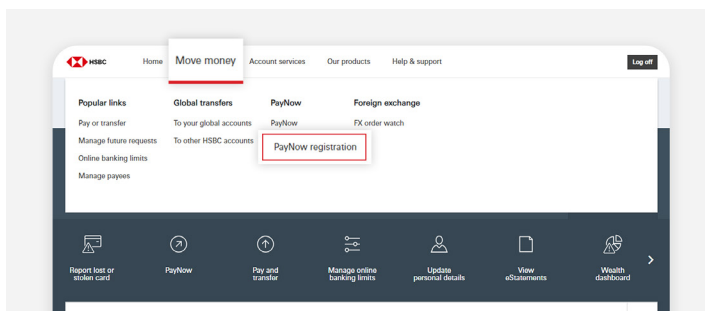 HSBC
Home
Move money
Account services
Our products
Help & support
Log off
Popular links
Global transfers
PayNow
Foreign exchange
Pay or transfer
To your global accounts
PayNow
FX order watch
Manage future requests
To other HSBC accounts
PayNow registration
Online banking limits
Manage payees
Report lost or
stolen card
PayNow
Pay and
transfer
Manage online
banking limits
Update
personal details
View
eStatements
Wealth
dashboard